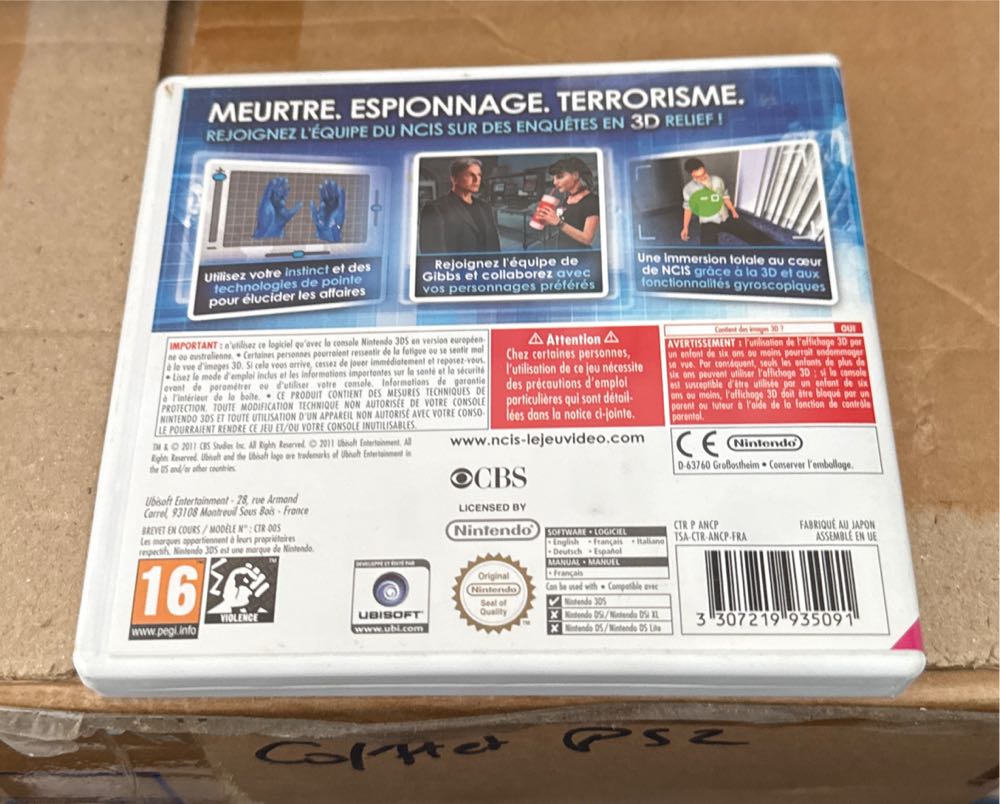 MEURTRE. ESPIONNAGE. TERRORISME.
REJOIGNEZ L'ÉQUIPE DU NCIS SUR DES ENQUÊTES EN 3D RELIEF !
Utilisez votre instinct et des
technologies de pointe
pour élucider les affaires
Rejoignez l'équipe de
Gibbs et collaborez avec
vos personnages préférés
Une immersion totale au cœur
de NCIS grâce à la 3D et aux
fonctionnalités gyroscopiques
IMPORTANT : n'utilisez ce logiciel qu'avec la console Nintendo 3DS en version européen-
ne ou australienne. • Certaines personnes pourraient ressentir de la fatigue ou se sentir mal
à la vue d'images 3D. Si cela vous arrive, cessez de jouer immédiatement et reposez-vous.
• Lisez le mode d'emploi inclus et les informations importantes sur la santé et la sécurité
avant de paramétrer ou d'utiliser votre console. Informations de garantie
à l'intérieur de la boîte. • CE PRODUIT CONTIENT DES MESURES TECHNIQUES DE
PROTECTION. TOUTE MODIFICATION TECHNIQUE NON AUTORISÉE DE VOTRE CONSOLE
NINTENDO 3DS ET TOUTE UTILISATION D'UN APPAREIL NON AUTORISÉ AVEC VOTRE CONSO-
LE POURRAIENT RENDRE CE JEU ET/OU VOTRE CONSOLE INUTILISABLES.
⚠ Attention ⚠
Chez certaines personnes,
l'utilisation de ce jeu nécessite
des précautions d'emploi
particulières qui sont détail-
lées dans la notice ci-jointe.
Contient des images 3D ? OUI
AVERTISSEMENT : l'utilisation de l'affichage 3D par
un enfant de six ans ou moins pourrait endommager
sa vue. Par conséquent, seuls les enfants de plus de
six ans peuvent utiliser l'affichage 3D ; si la console
est susceptible d'être utilisée par un enfant de six
ans ou moins, l'affichage 3D doit être bloqué par un
parent ou tuteur à l'aide de la fonction de contrôle
parental.
TM & © 2011 CBS Studios Inc. All Rights Reserved. © 2011 Ubisoft Entertainment. All
Rights Reserved. Ubisoft and the Ubisoft logo are trademarks of Ubisoft Entertainment in
the US and/or other countries.
www.ncis-lejeuvideo.com
CBS
LICENSED BY
Nintendo
CE Nintendo
D-63760 Großostheim • Conserver l'emballage.
Ubisoft Entertainment - 28, rue Armand
Carrel, 93108 Montreuil Sous Bois - France
BREVET EN COURS / MODÈLE N° : CTR-005
Les marques appartiennent à leurs propriétaires
respectifs. Nintendo 3DS est une marque de Nintendo.
16
www.pegi.info
VIOLENCE
DÉVELOPPÉ ET ÉDITÉ PAR
UBISOFT
www.ubi.com
Original
Nintendo
Seal of
Quality
SOFTWARE • LOGICIEL
• English • Français • Italiano
• Deutsch • Español
MANUAL • MANUEL
• Français
Can be used with • Compatible avec
Nintendo 3DS
Nintendo DSi/Nintendo DSi XL
Nintendo DS/Nintendo DS Lite
CTR P ANCP
TSA-CTR-ANCP-FRA
FABRIQUÉ AU JAPON
ASSEMBLÉ EN UE
3 307219 935091
PS2